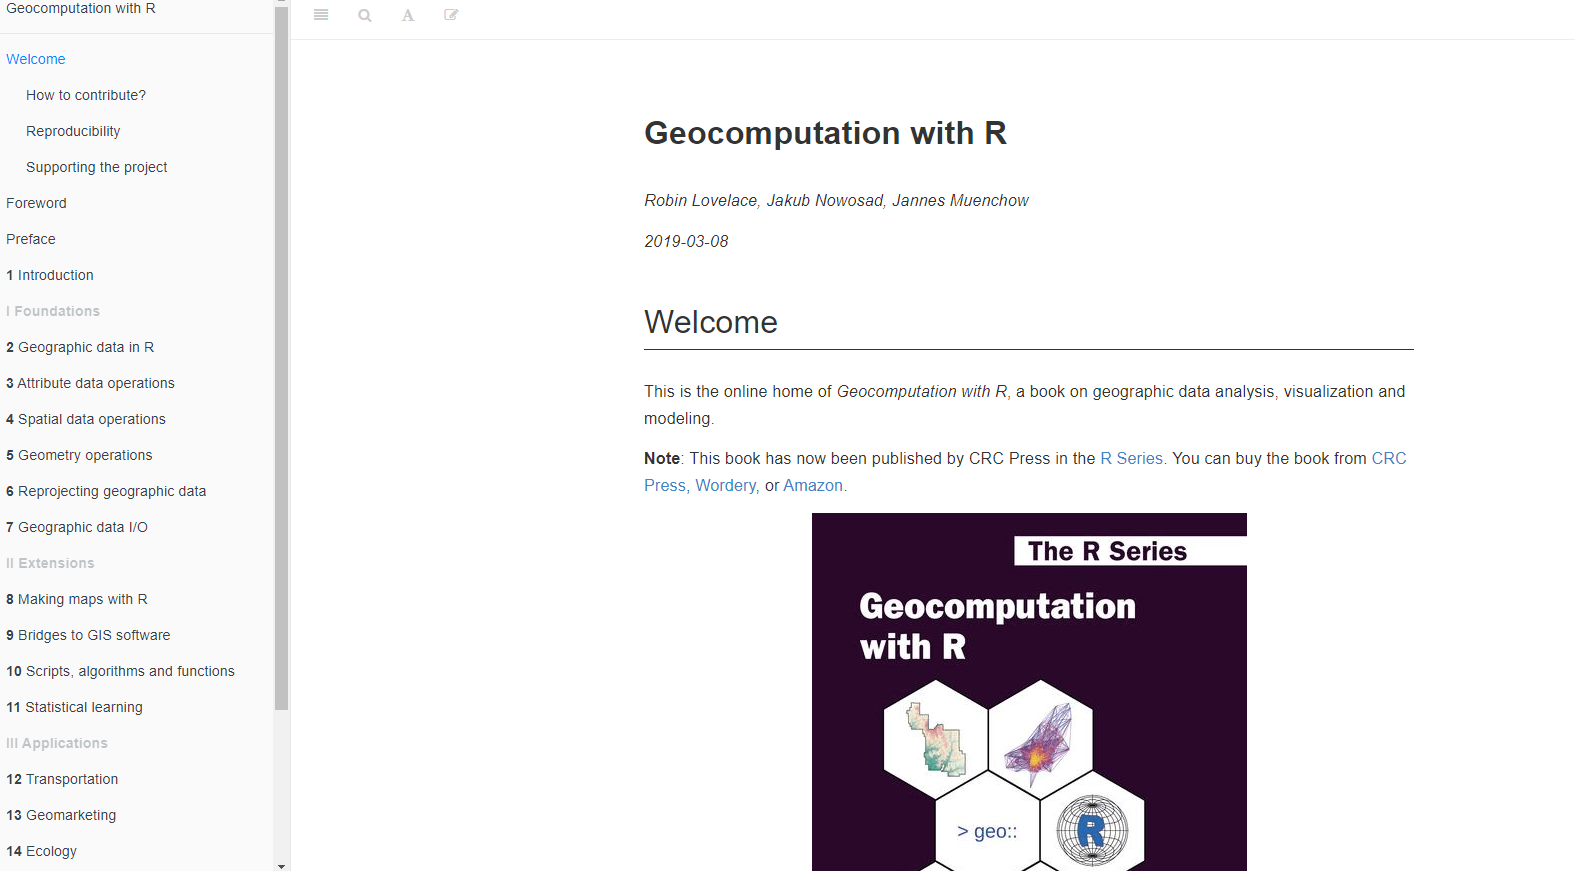 Geocomputation with R
Welcome
How to contribute?
Reproducibility
Supporting the project
Foreword
Preface
1 Introduction
I Foundations
2 Geographic data in R
3 Attribute data operations
4 Spatial data operations
5 Geometry operations
6 Reprojecting geographic data
7 Geographic data I/O
II Extensions
8 Making maps with R
9 Bridges to GIS software
10 Scripts, algorithms and functions
11 Statistical learning
III Applications
12 Transportation
13 Geomarketing
14 Ecology
A
Geocomputation with R
Robin Lovelace, Jakub Nowosad, Jannes Muenchow
2019-03-08
Welcome
This is the online home of Geocomputation with R, a book on geographic data analysis, visualization and
modeling.
Note: This book has now been published by CRC Press in the R Series. You can buy the book from CRC
Press, Wordery, or Amazon.
The R Series
Geocomputation
with R
> geo::
R